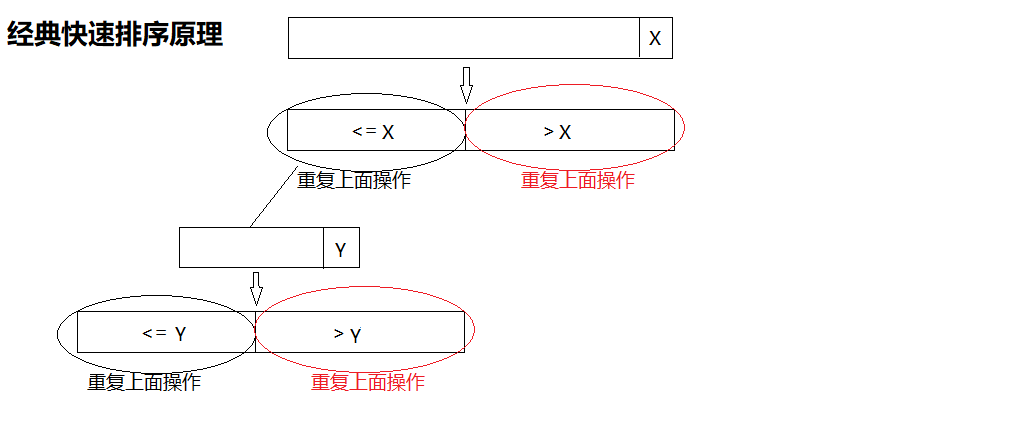 经典快速排序原理
X
<= X
> X
重复上面操作
重复上面操作
Y
<= Y
> Y
重复上面操作
重复上面操作